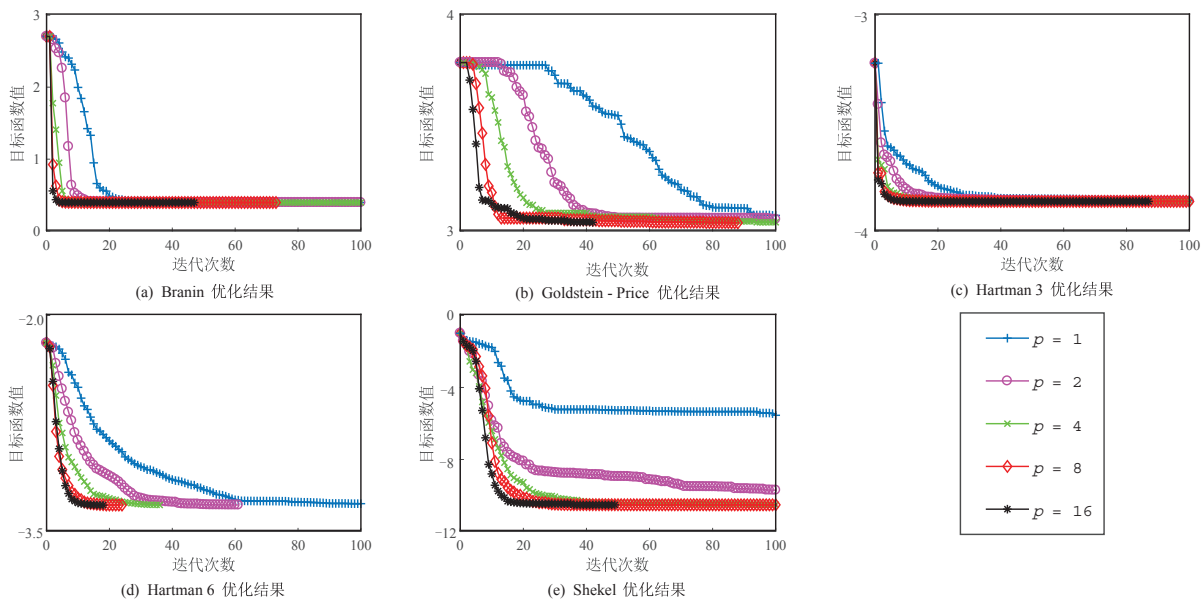 3
2
1
0
目标函数值
0
20
40
60
80
100
迭代次数
(a) Branin 优化结果
4
3
目标函数值
0
20
40
60
80
100
迭代次数
(b) Goldstein - Price 优化结果
−3
−4
目标函数值
0
20
40
60
80
100
迭代次数
(c) Hartman 3 优化结果
−2.0
−3.5
目标函数值
0
20
40
60
80
100
迭代次数
(d) Hartman 6 优化结果
0
−4
−8
−12
目标函数值
0
20
40
60
80
100
迭代次数
(e) Shekel 优化结果
p = 1
p = 2
p = 4
p = 8
p = 16